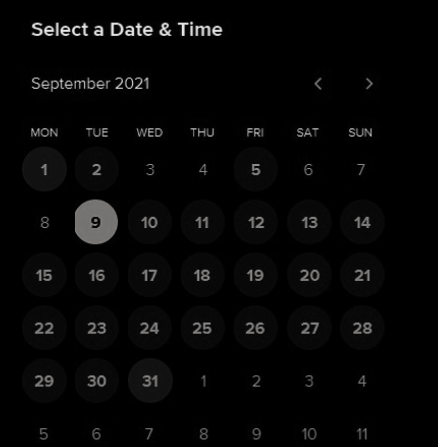 Select a Date & Time
September 2021
MON TUE WED THU FRI SAT SUN
1 2 3 4 5 6 7
8 9 10 11 12 13 14
15 16 17 18 19 20 21
22 23 24 25 26 27 28
29 30 31 1 2 3 4
5 6 7 8 9 10 11